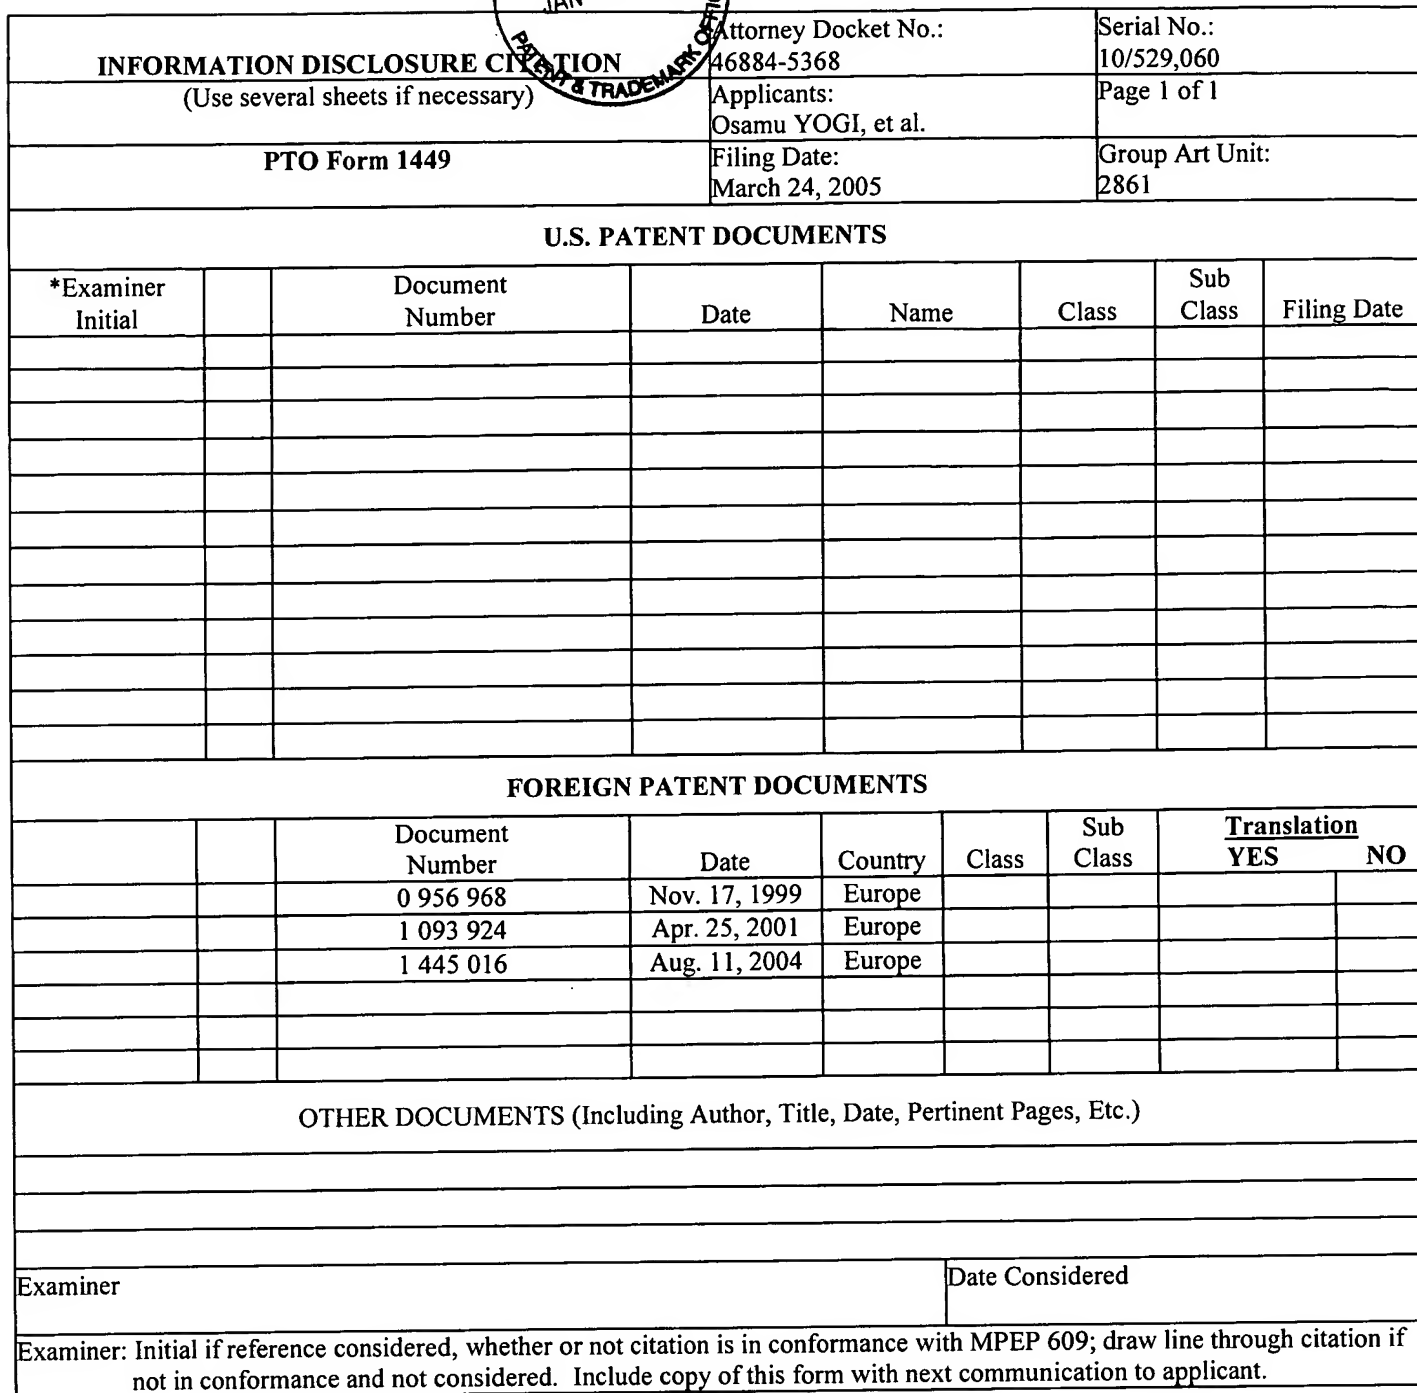 JAN
PATENT & TRADEMARK OFFIC
INFORMATION DISCLOSURE CITATION
(Use several sheets if necessary)
PTO Form 1449
Attorney Docket No.:
46884-5368
Serial No.:
10/529,060
Applicants:
Osamu YOGI, et al.
Page 1 of 1
Filing Date:
March 24, 2005
Group Art Unit:
2861
U.S. PATENT DOCUMENTS
*Examiner
Initial
Document
Number
Date
Name
Class
Sub
Class
Filing Date
FOREIGN PATENT DOCUMENTS
Document
Number
Date
Country
Class
Sub
Class
Translation
YES NO
0 956 968 Nov. 17, 1999 Europe
1 093 924 Apr. 25, 2001 Europe
1 445 016 Aug. 11, 2004 Europe
OTHER DOCUMENTS (Including Author, Title, Date, Pertinent Pages, Etc.)
Examiner
Date Considered
Examiner: Initial if reference considered, whether or not citation is in conformance with MPEP 609; draw line through citation if
not in conformance and not considered. Include copy of this form with next communication to applicant.